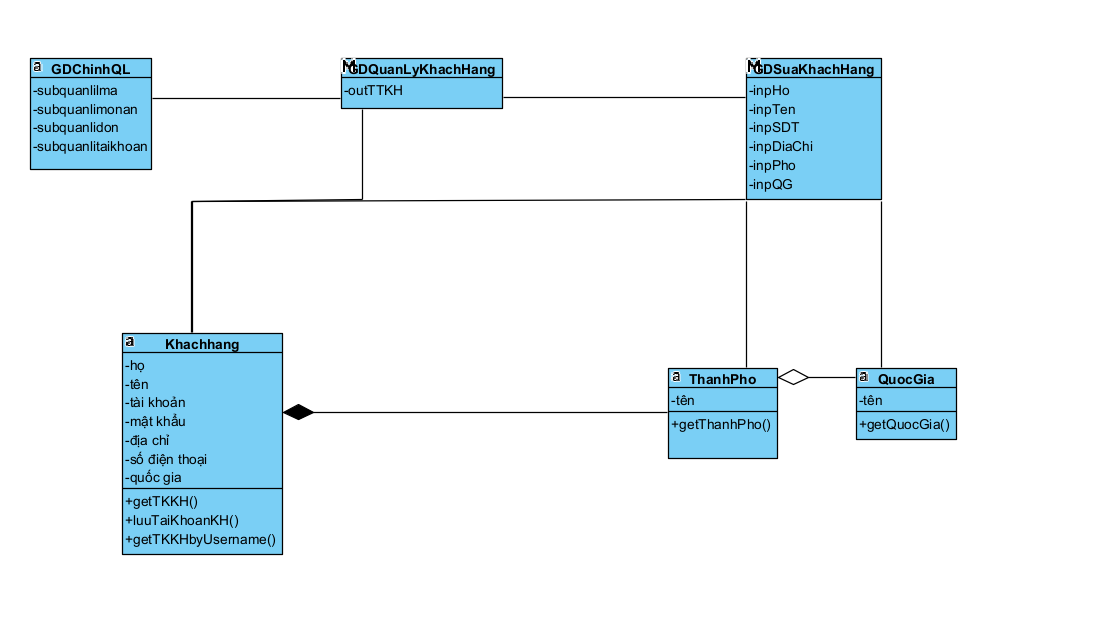 a GDChinhQL
-subquanlilma
-subquanlimonan
-subquanlidon
-subquanlitaikhoan
M GDQuanLyKhachHang
-outTTKH
M GDSuaKhachHang
-inpHo
-inpTen
-inpSDT
-inpDiaChi
-inpPho
-inpQG
a Khachhang
-họ
-tên
-tài khoản
-mật khẩu
-địa chỉ
-số điện thoại
-quốc gia
+getTKKH()
+luuTaiKhoanKH()
+getTKKHbyUsername()
a ThanhPho
-tên
+getThanhPho()
a QuocGia
-tên
+getQuocGia()